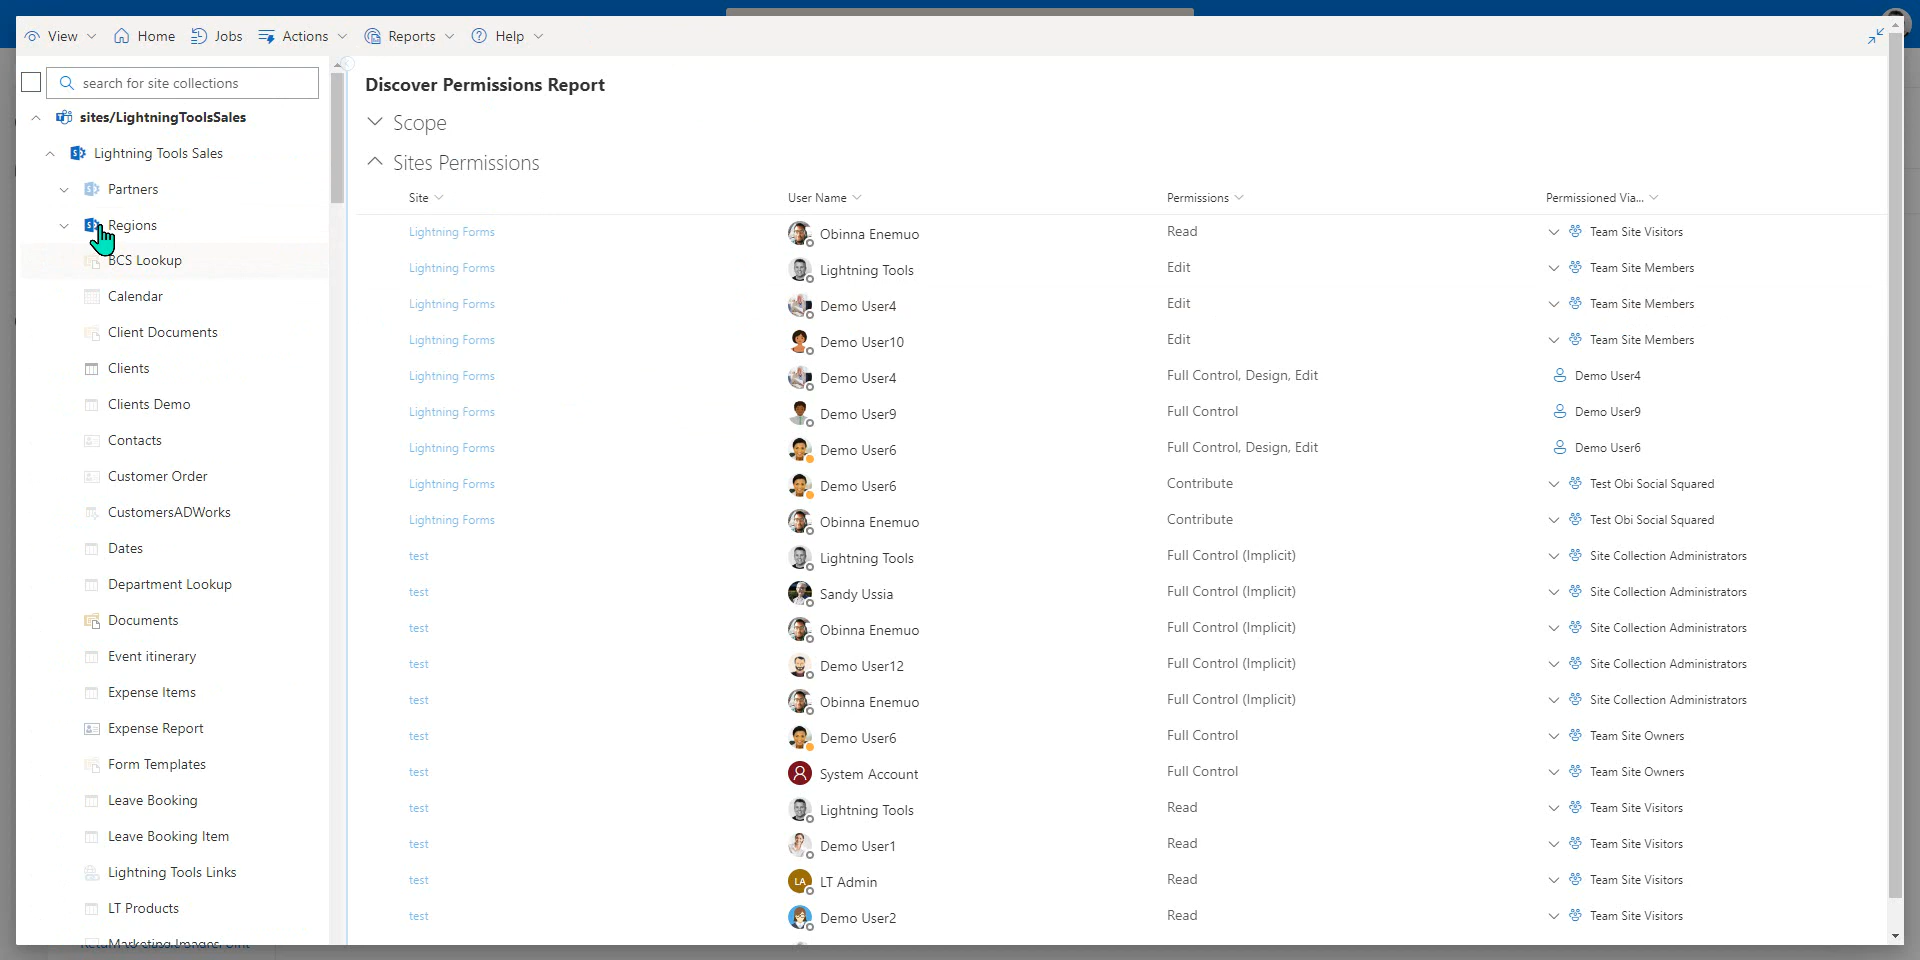 View Home Jobs Actions Reports Help
search for site collections
sites/LightningToolsSales
Lightning Tools Sales
Partners
Regions
BCS Lookup
Calendar
Client Documents
Clients
Clients Demo
Contacts
Customer Order
CustomersADWorks
Dates
Department Lookup
Documents
Event itinerary
Expense Items
Expense Report
Form Templates
Leave Booking
Leave Booking Item
Lightning Tools Links
LT Products
Discover Permissions Report
Scope
Sites Permissions
Site User Name Permissions Permissioned Via...
Lightning Forms Obinna Enemuo Read Team Site Visitors
Lightning Forms Lightning Tools Edit Team Site Members
Lightning Forms Demo User4 Edit Team Site Members
Lightning Forms Demo User10 Edit Team Site Members
Lightning Forms Demo User4 Full Control, Design, Edit Demo User4
Lightning Forms Demo User9 Full Control Demo User9
Lightning Forms Demo User6 Full Control, Design, Edit Demo User6
Lightning Forms Demo User6 Contribute Test Obi Social Squared
Lightning Forms Obinna Enemuo Contribute Test Obi Social Squared
test Lightning Tools Full Control (Implicit) Site Collection Administrators
test Sandy Ussia Full Control (Implicit) Site Collection Administrators
test Obinna Enemuo Full Control (Implicit) Site Collection Administrators
test Demo User12 Full Control (Implicit) Site Collection Administrators
test Obinna Enemuo Full Control (Implicit) Site Collection Administrators
test Demo User6 Full Control Team Site Owners
test System Account Full Control Team Site Owners
test Lightning Tools Read Team Site Visitors
test Demo User1 Read Team Site Visitors
test LA LT Admin Read Team Site Visitors
test Demo User2 Read Team Site Visitors